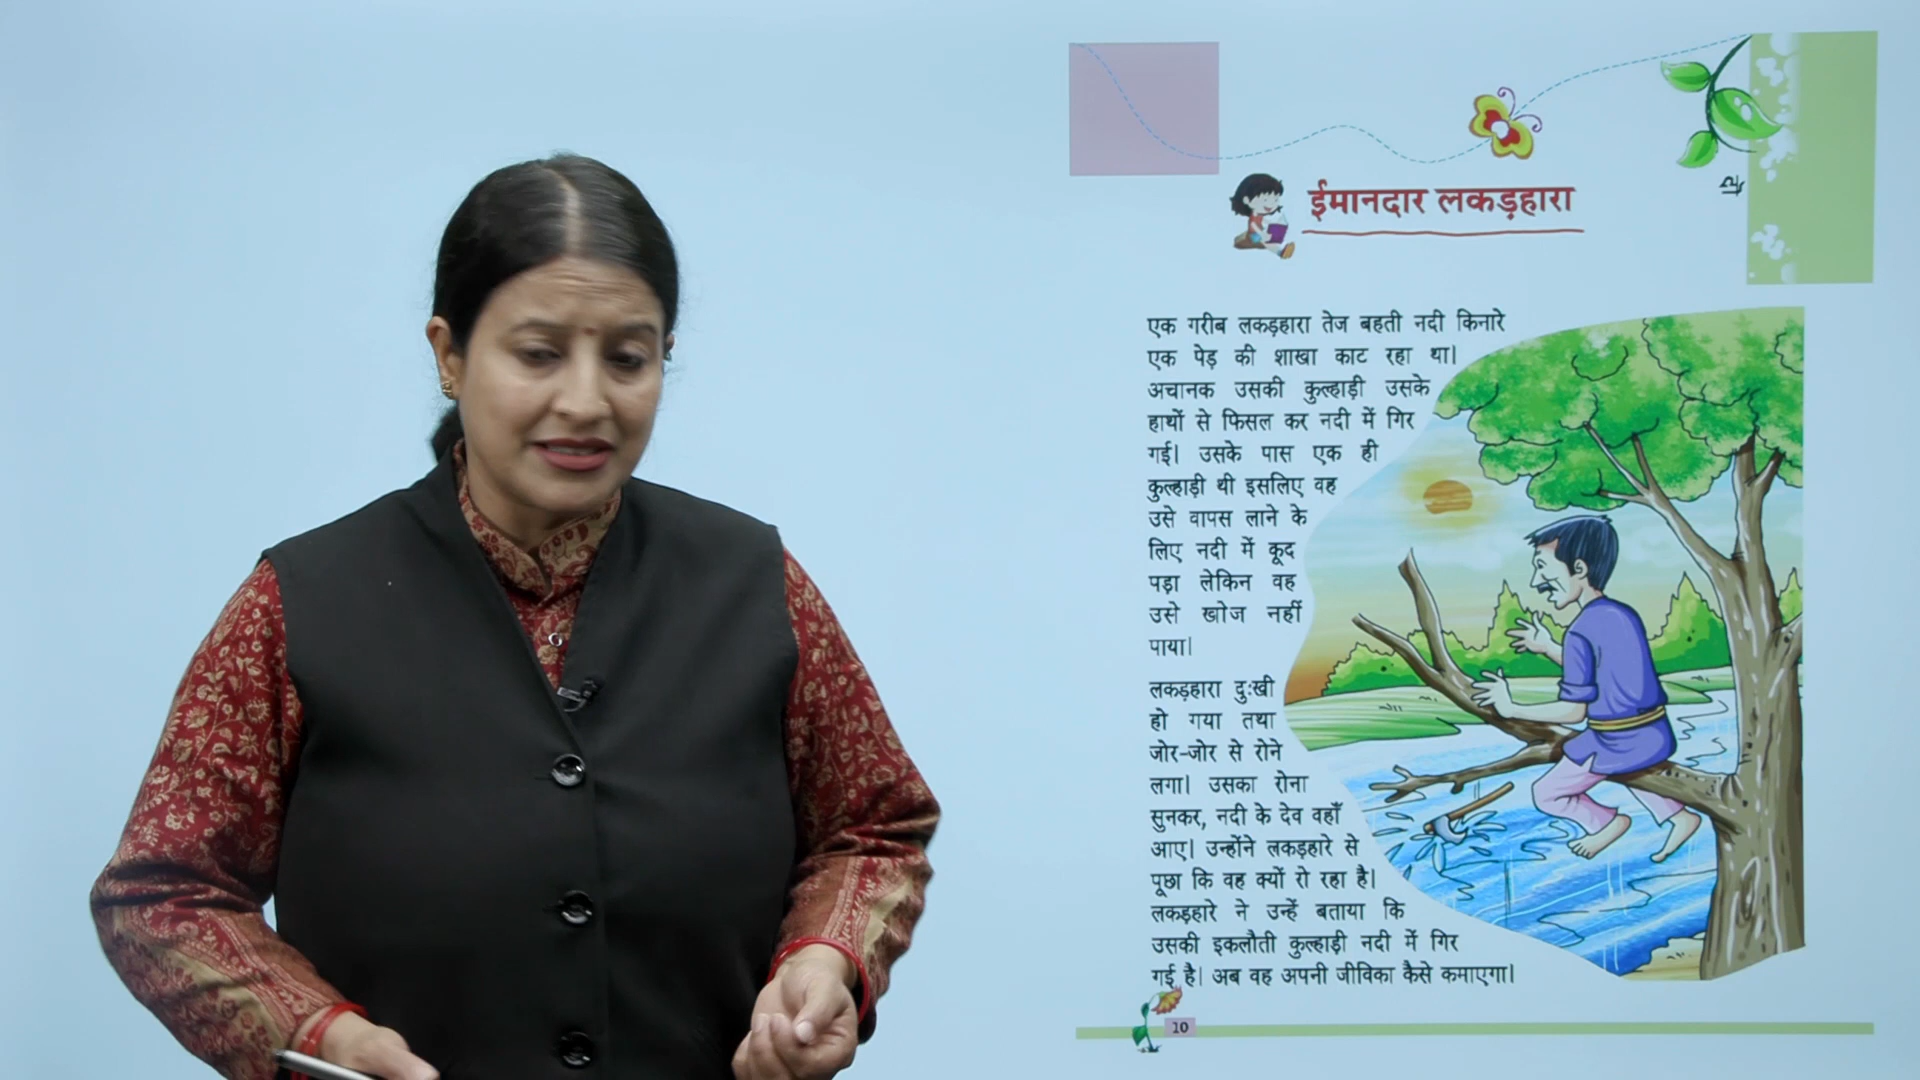 ईमानदार लकड़हारा
दो
एक गरीब लकड़हारा तेज बहती नदी किनारे
एक पेड़ की शाखा काट रहा था।
अचानक उसकी कुल्हाड़ी उसके
हाथों से फिसल कर नदी में गिर
गई। उसके पास एक ही
कुल्हाड़ी थी इसलिए वह
उसे वापस लाने के
लिए नदी में कूद
पड़ा लेकिन वह
उसे खोज नहीं
पाया।
लकड़हारा दुःखी
हो गया तथा
जोर-जोर से रोने
लगा। उसका रोना
सुनकर, नदी के देव वहाँ
आए। उन्होंने लकड़हारे से
पूछा कि वह क्यों रो रहा है।
लकड़हारे ने उन्हें बताया कि
उसकी इकलौती कुल्हाड़ी नदी में गिर
गई है। अब वह अपनी जीविका कैसे कमाएगा।
10